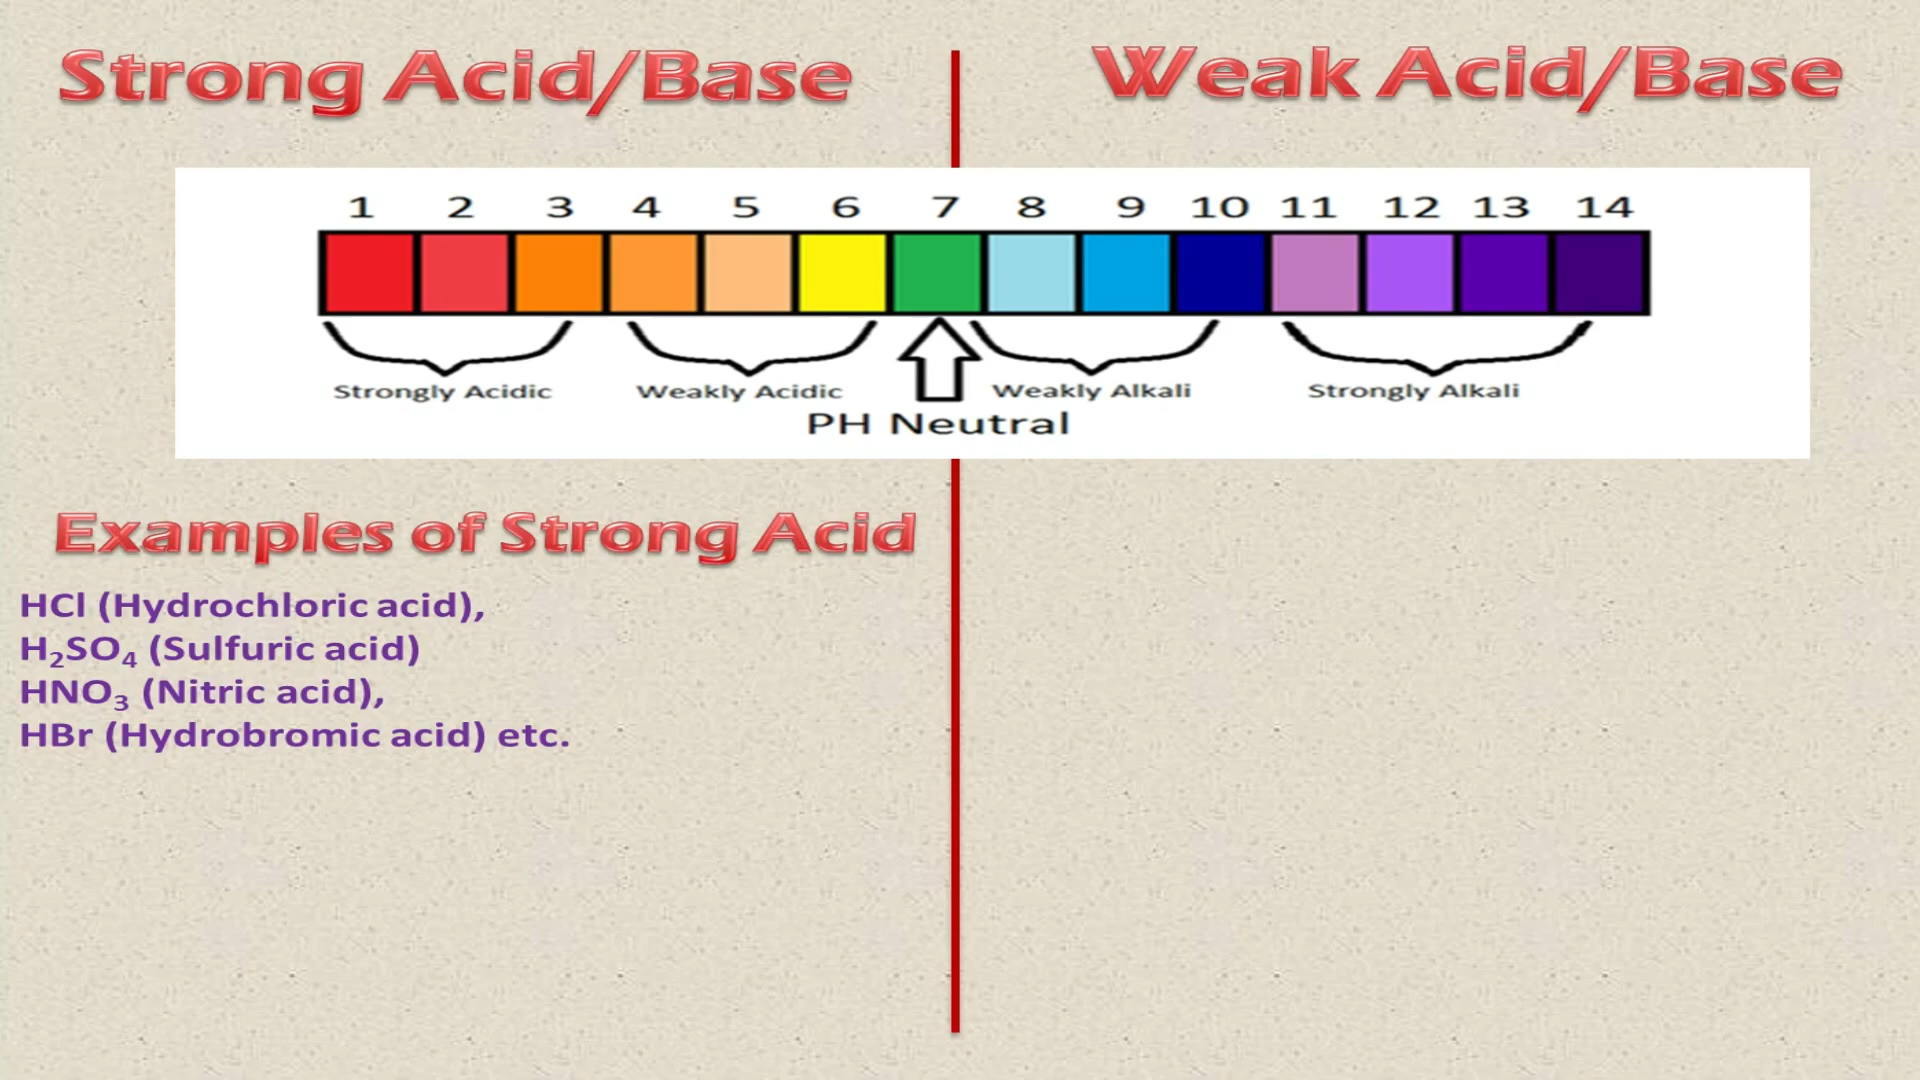 Strong Acid/Base
Weak Acid/Base
1 2 3 4 5 6 7 8 9 10 11 12 13 14
Strongly Acidic Weakly Acidic Weakly Alkali Strongly Alkali
PH Neutral
Examples of Strong Acid
HCl (Hydrochloric acid),
H₂SO₄ (Sulfuric acid)
HNO₃ (Nitric acid),
HBr (Hydrobromic acid) etc.